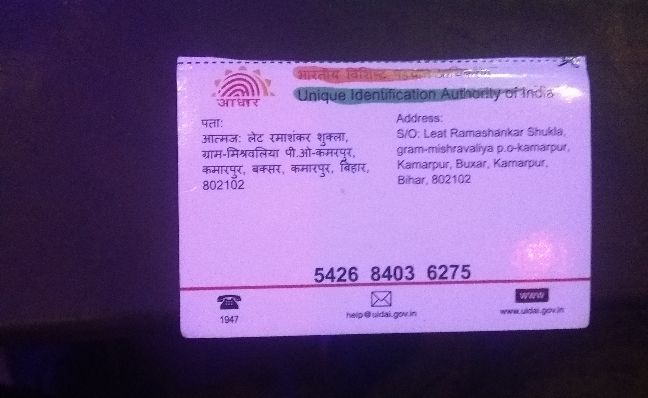 आधार
भारतीय विशिष्ट पहचान प्राधिकरण
Unique Identification Authority of India
पता:
आत्मज: लेट रमाशंकर शुक्ला,
ग्राम-मिश्रवलिया पी.ओ-कमरपुर,
कमारपुर, बक्सर, कमारपुर, बिहार,
802102
Address:
S/O: Leat Ramashankar Shukla,
gram-mishravaliya p.o-kamarpur,
Kamarpur, Buxar, Kamarpur,
Bihar, 802102
5426 8403 6275
1947
help@uidai.gov.in
www
www.uidai.gov.in